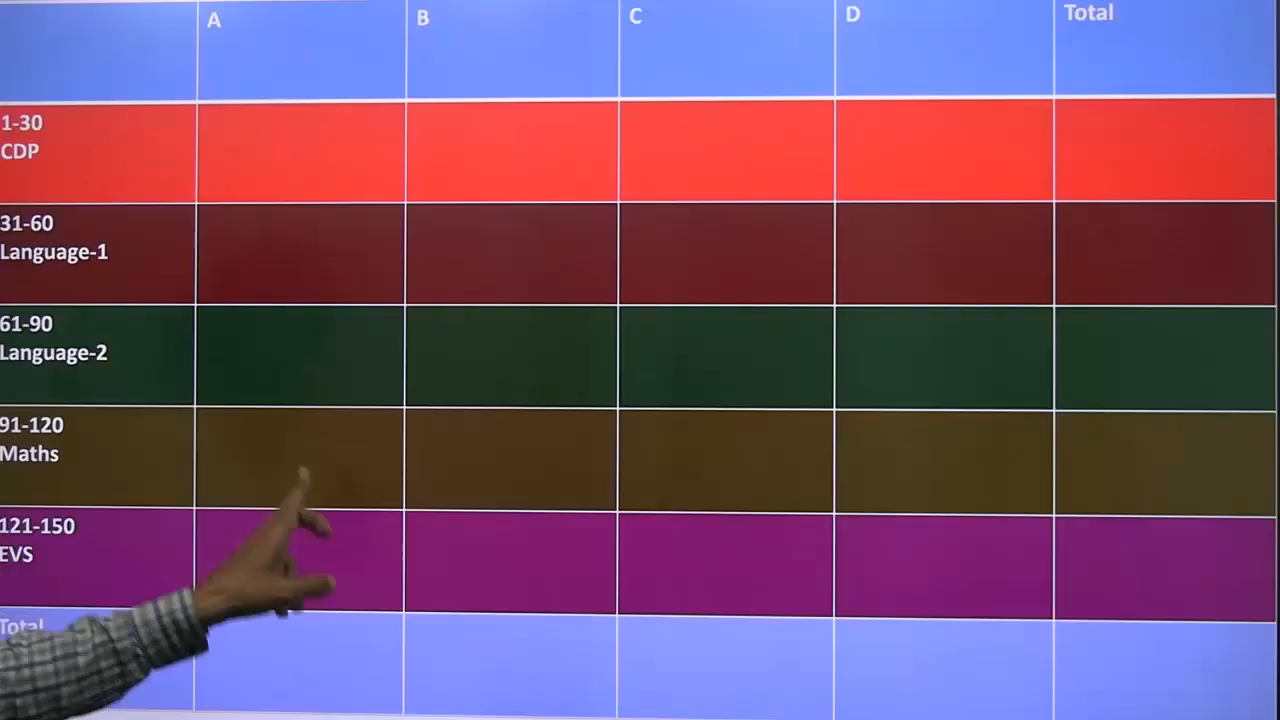 A B C D Total
1-30
CDP
31-60
Language-1
61-90
Language-2
91-120
Maths
121-150
EVS
Total